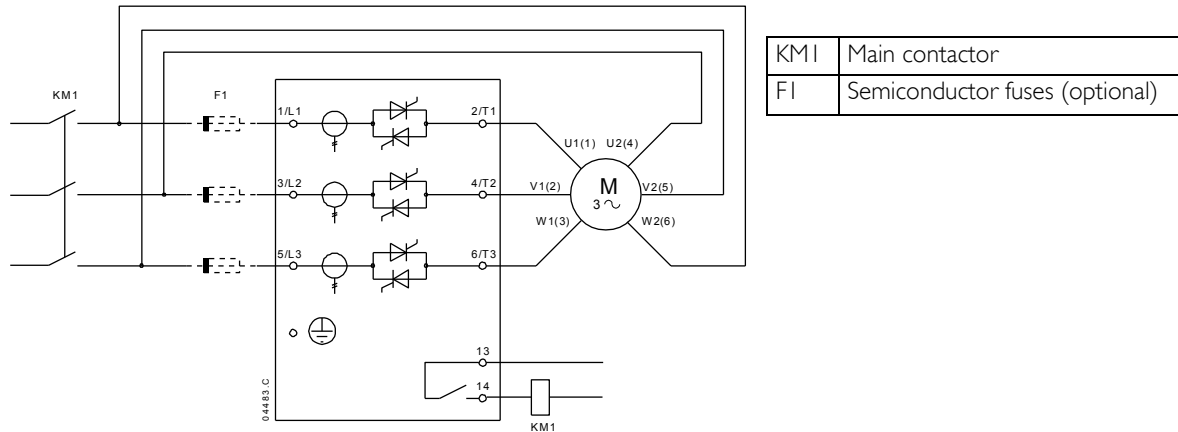 KM1
F1
1/L1
2/T1
3/L2
4/T2
5/L3
6/T3
U1(1) U2(4)
V1(2)
M
3
V2(5)
W1(3)
W2(6)
13
14
KM1
04483.C
KM1 Main contactor
F1 Semiconductor fuses (optional)